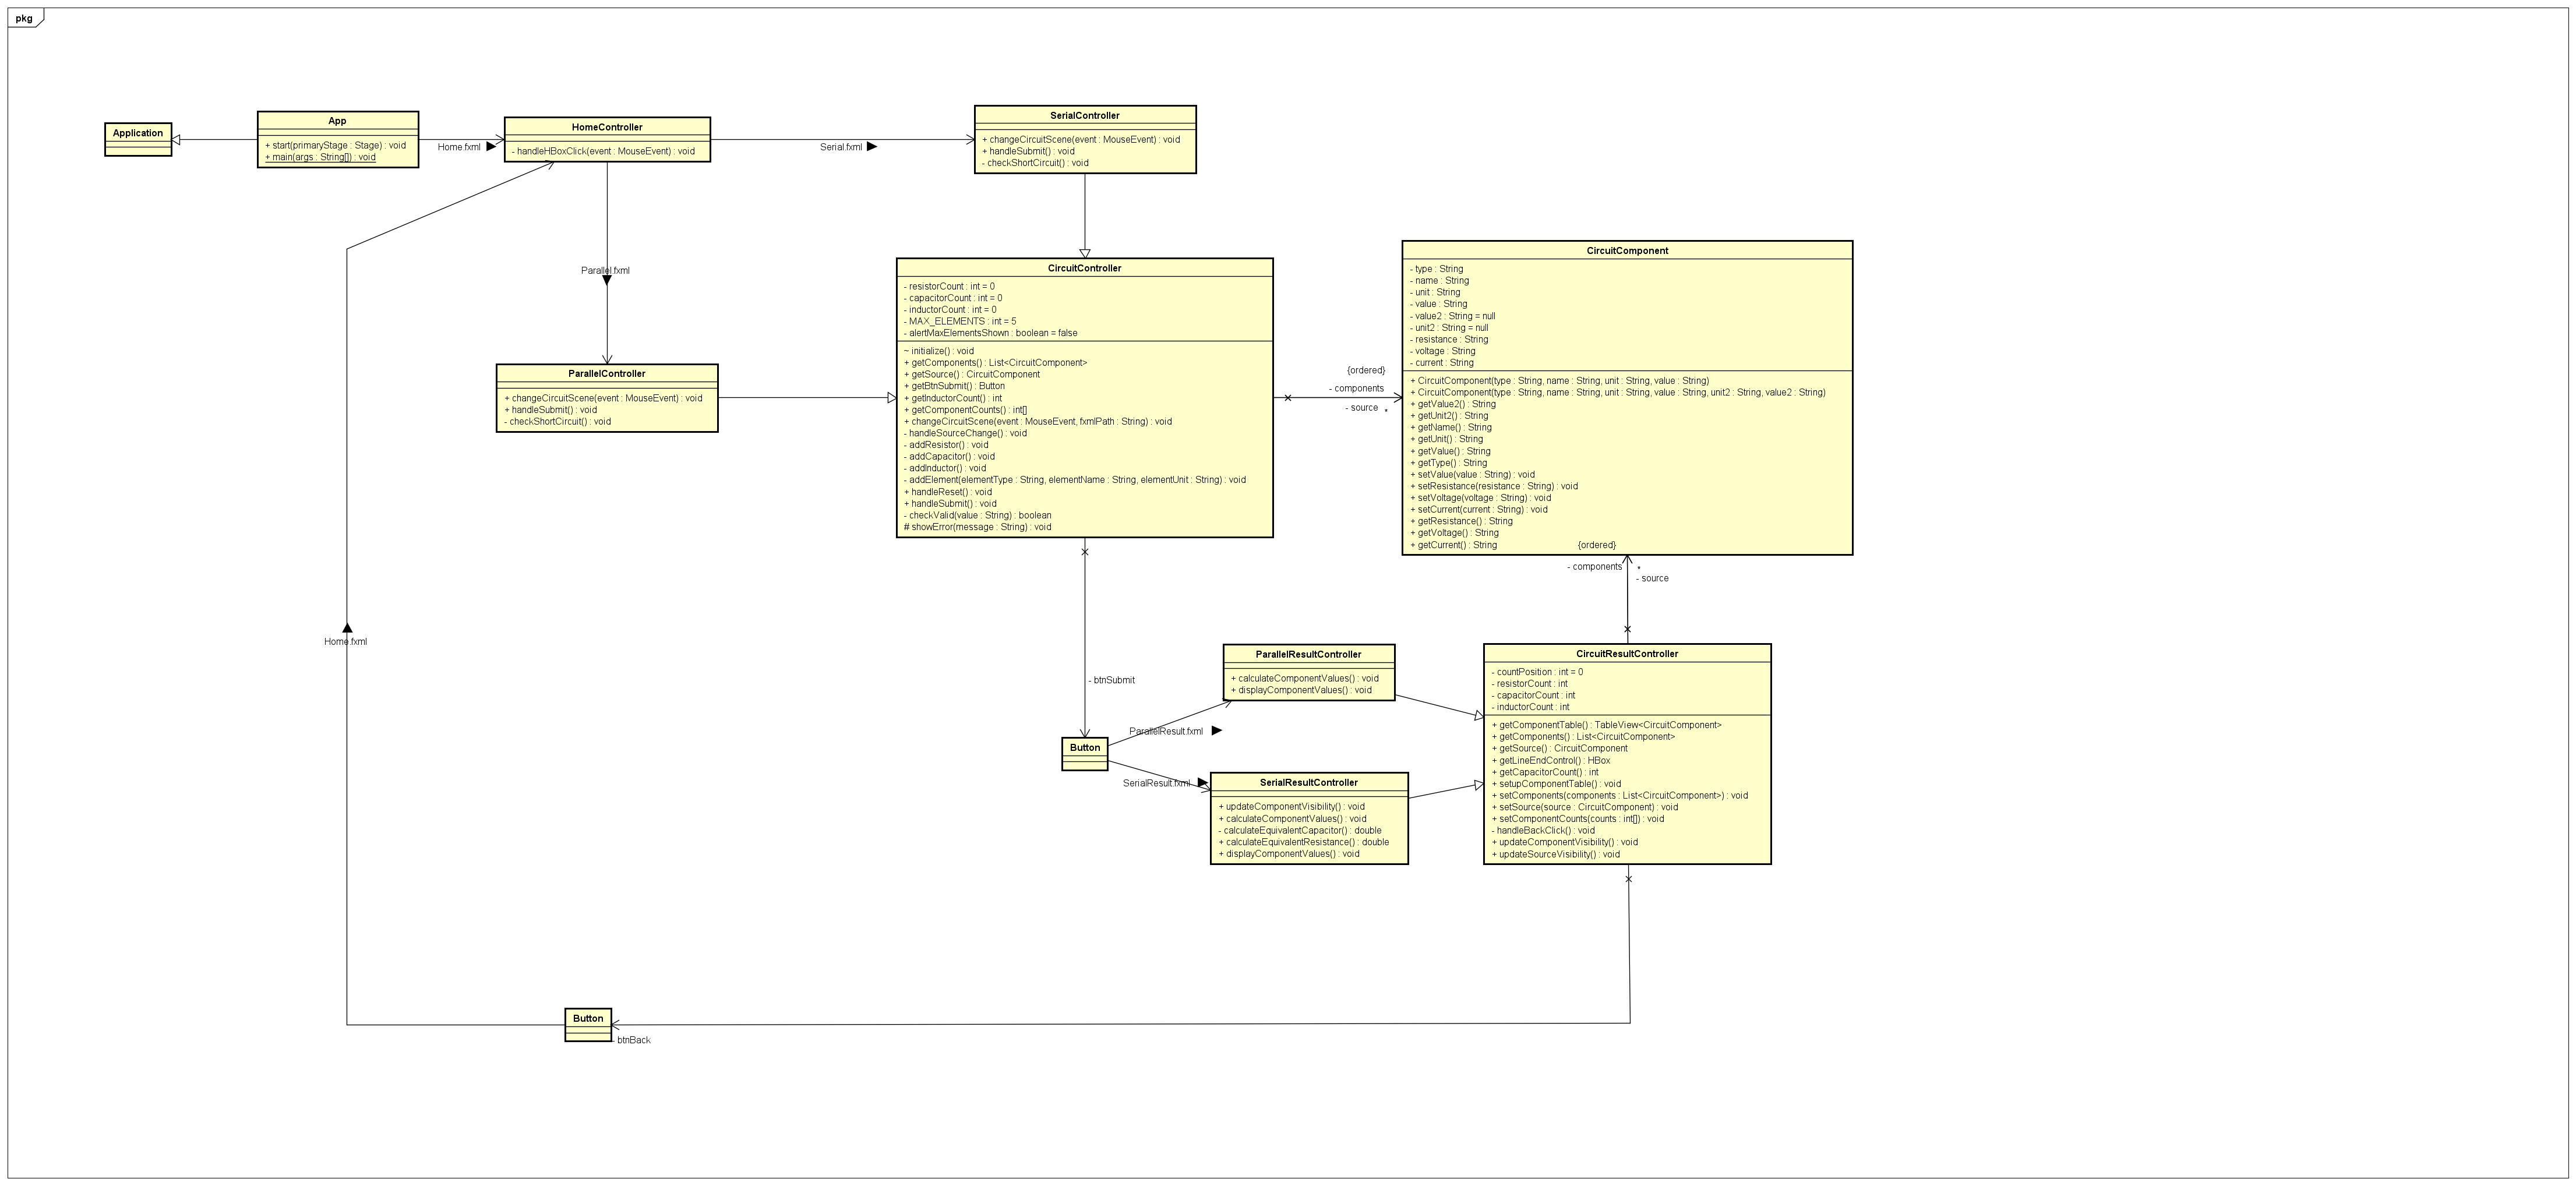 pkg
Application
App
+ start(primaryStage : Stage) : void
+ main(args : String[]) : void
Home.fxml
HomeController
- handleHBoxClick(event : MouseEvent) : void
Serial.fxml
SerialController
+ changeCircuitScene(event : MouseEvent) : void
+ handleSubmit() : void
- checkShortCircuit() : void
Parallel.fxml
ParallelController
+ changeCircuitScene(event : MouseEvent) : void
+ handleSubmit() : void
- checkShortCircuit() : void
CircuitController
- resistorCount : int = 0
- capacitorCount : int = 0
- inductorCount : int = 0
- MAX_ELEMENTS : int = 5
- alertMaxElementsShown : boolean = false
~ initialize() : void
+ getComponents() : List<CircuitComponent>
+ getSource() : CircuitComponent
+ getBtnSubmit() : Button
+ getInductorCount() : int
+ getComponentCounts() : int[]
+ changeCircuitScene(event : MouseEvent, fxmlPath : String) : void
- handleSourceChange() : void
- addResistor() : void
- addCapacitor() : void
- addInductor() : void
- addElement(elementType : String, elementName : String, elementUnit : String) : void
+ handleReset() : void
+ handleSubmit() : void
- checkValid(value : String) : boolean
# showError(message : String) : void
{ordered}
- components
- source *
CircuitComponent
- type : String
- name : String
- unit : String
- value : String
- value2 : String = null
- unit2 : String = null
- resistance : String
- voltage : String
- current : String
+ CircuitComponent(type : String, name : String, unit : String, value : String)
+ CircuitComponent(type : String, name : String, unit : String, value : String, unit2 : String, value2 : String)
+ getValue2() : String
+ getUnit2() : String
+ getName() : String
+ getUnit() : String
+ getValue() : String
+ getType() : String
+ setValue(value : String) : void
+ setResistance(resistance : String) : void
+ setVoltage(voltage : String) : void
+ setCurrent(current : String) : void
+ getResistance() : String
+ getVoltage() : String
+ getCurrent() : String
{ordered}
- components *
- source
Home.fxml
- btnSubmit
Button
ParallelResult.fxml
SerialResult.fxml
ParallelResultController
+ calculateComponentValues() : void
+ displayComponentValues() : void
SerialResultController
+ updateComponentVisibility() : void
+ calculateComponentValues() : void
- calculateEquivalentCapacitor() : double
+ calculateEquivalentResistance() : double
+ displayComponentValues() : void
CircuitResultController
- countPosition : int = 0
- resistorCount : int
- capacitorCount : int
- inductorCount : int
+ getComponentTable() : TableView<CircuitComponent>
+ getComponents() : List<CircuitComponent>
+ getSource() : CircuitComponent
+ getLineEndControl() : HBox
+ getCapacitorCount() : int
+ setupComponentTable() : void
+ setComponents(components : List<CircuitComponent>) : void
+ setSource(source : CircuitComponent) : void
+ setComponentCounts(counts : int[]) : void
- handleBackClick() : void
+ updateComponentVisibility() : void
+ updateSourceVisibility() : void
Button
- btnBack